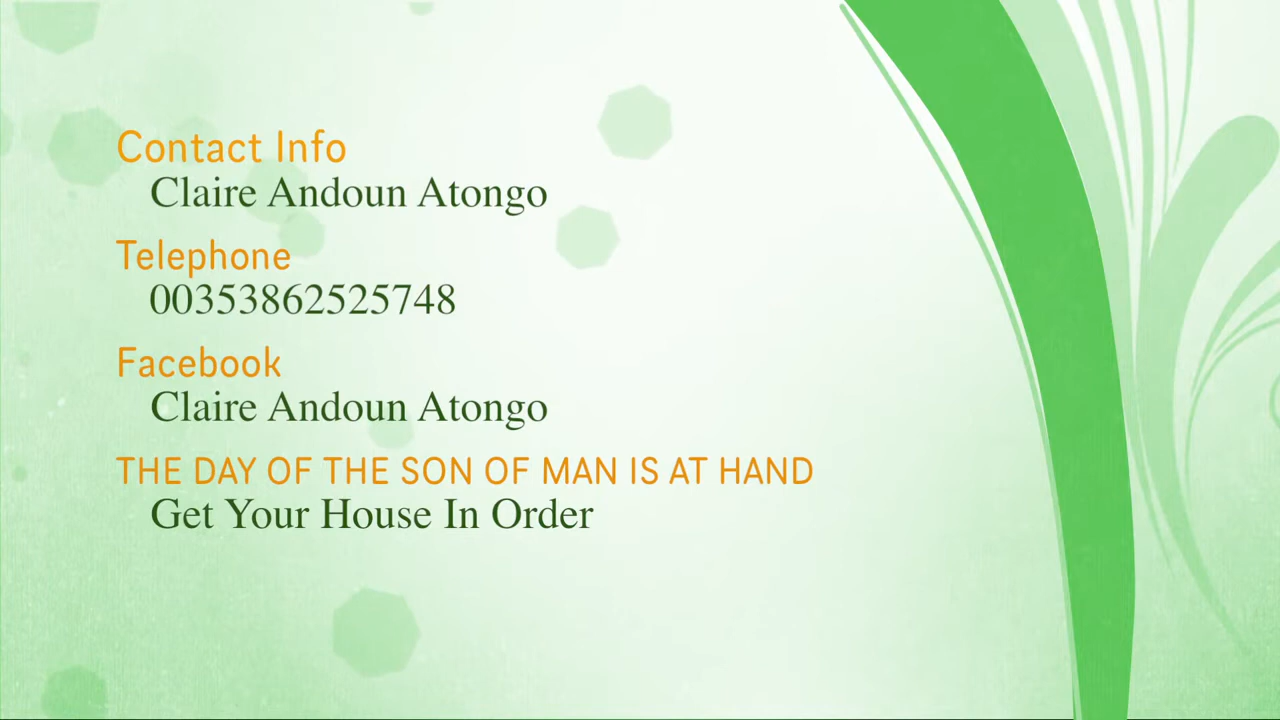 Contact Info
Claire Andoun Atongo
Telephone
00353862525748
Facebook
Claire Andoun Atongo
THE DAY OF THE SON OF MAN IS AT HAND
Get Your House In Order